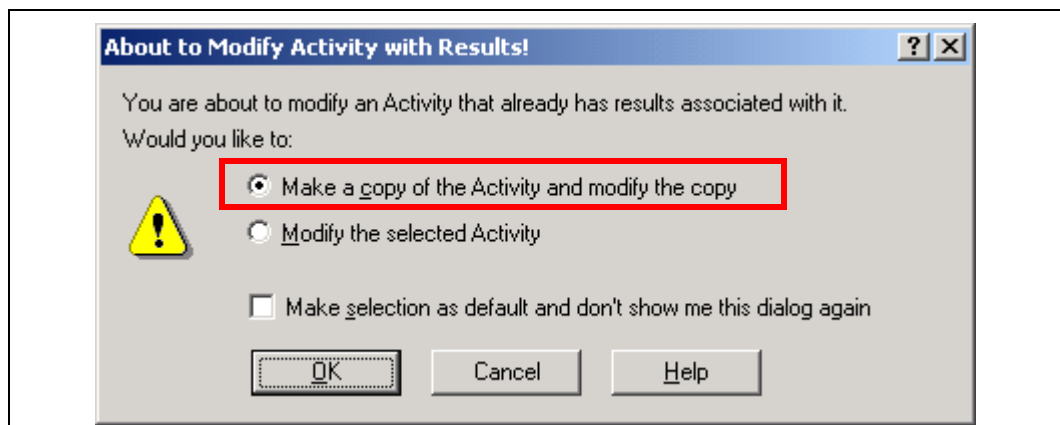 About to Modify Activity with Results!
You are about to modify an Activity that already has results associated with it.
Would you like to:
Make a copy of the Activity and modify the copy
Modify the selected Activity
Make selection as default and don't show me this dialog again
OK
Cancel
Help